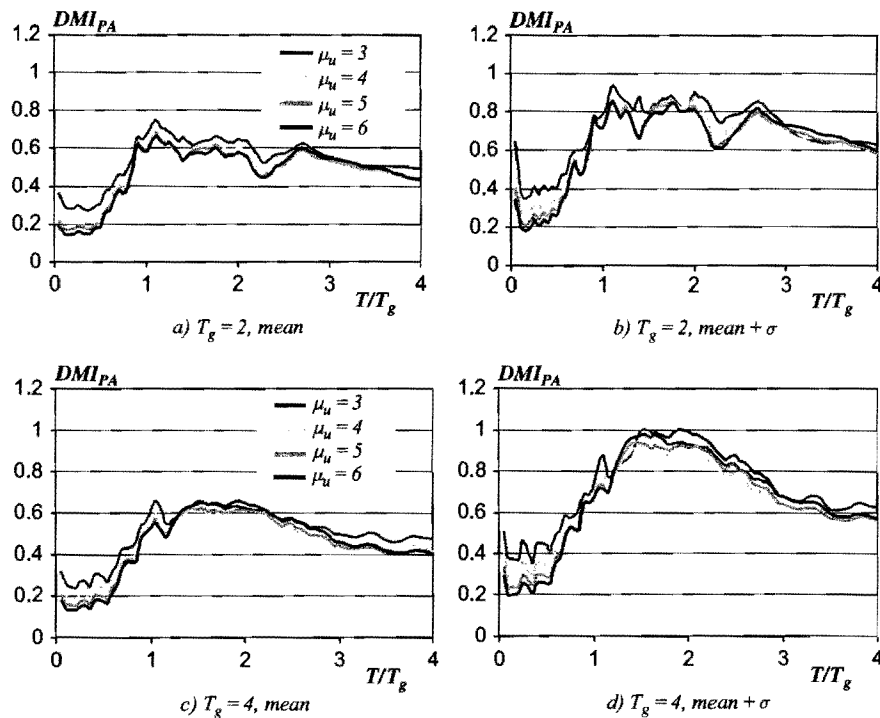 DMI_PA
1.2
1
0.8
0.6
0.4
0.2
0
μ_u = 3
μ_u = 4
μ_u = 5
μ_u = 6
0 1 2 3 4
T/T_g
a) T_g = 2, mean
DMI_PA
1.2
1
0.8
0.6
0.4
0.2
0
0 1 2 3 4
T/T_g
b) T_g = 2, mean + σ
DMI_PA
1.2
1
0.8
0.6
0.4
0.2
0
μ_u = 3
μ_u = 4
μ_u = 5
μ_u = 6
0 1 2 3 4
T/T_g
c) T_g = 4, mean
DMI_PA
1.2
1
0.8
0.6
0.4
0.2
0
0 1 2 3 4
T/T_g
d) T_g = 4, mean + σ